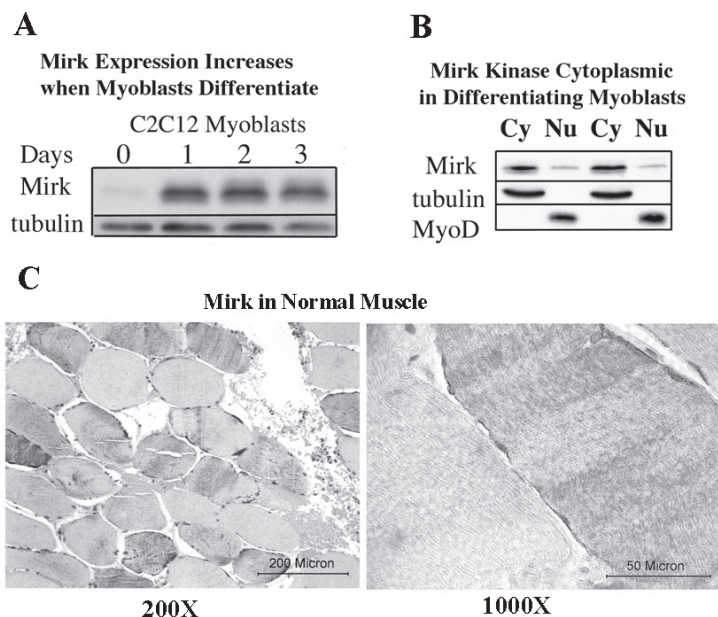 A
Mirk Expression Increases
when Myoblasts Differentiate
C2C12 Myoblasts
Days 0 1 2 3
Mirk
tubulin
B
Mirk Kinase Cytoplasmic
in Differentiating Myoblasts
Cy Nu Cy Nu
Mirk
tubulin
MyoD
C
Mirk in Normal Muscle
200 Micron
50 Micron
200X
1000X